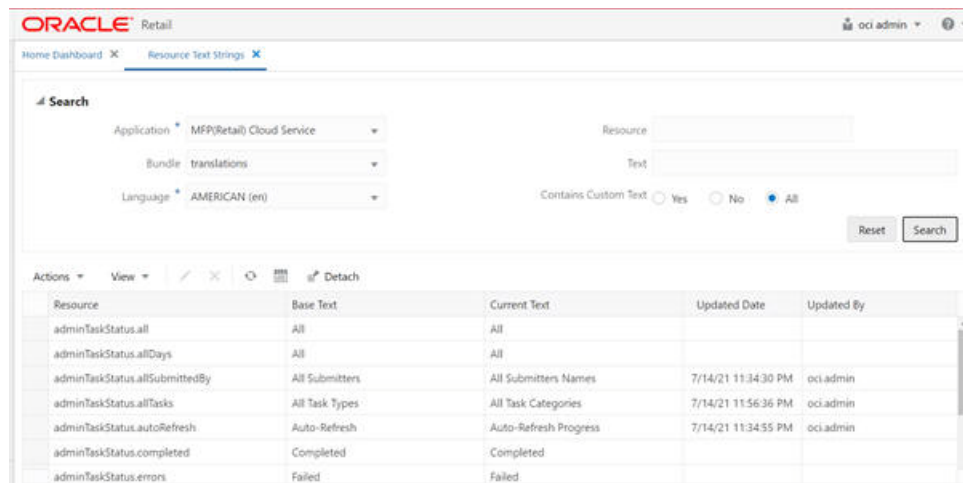 ORACLE Retail oci admin
Home Dashboard Resource Text Strings
Search
Application * MFP(Retail) Cloud Service Resource
Bundle translations Text
Language * AMERICAN (en) Contains Custom Text Yes No All
Reset Search
Actions View Detach
Resource Base Text Current Text Updated Date Updated By
adminTaskStatus.all All All
adminTaskStatus.allDays All All
adminTaskStatus.allSubmittedBy All Submitters All Submitters Names 7/14/21 11:34:30 PM oci.admin
adminTaskStatus.allTasks All Task Types All Task Categories 7/14/21 11:56:36 PM oci.admin
adminTaskStatus.autoRefresh Auto-Refresh Auto-Refresh Progress 7/14/21 11:34:55 PM oci.admin
adminTaskStatus.completed Completed Completed
adminTaskStatus.errors Failed Failed